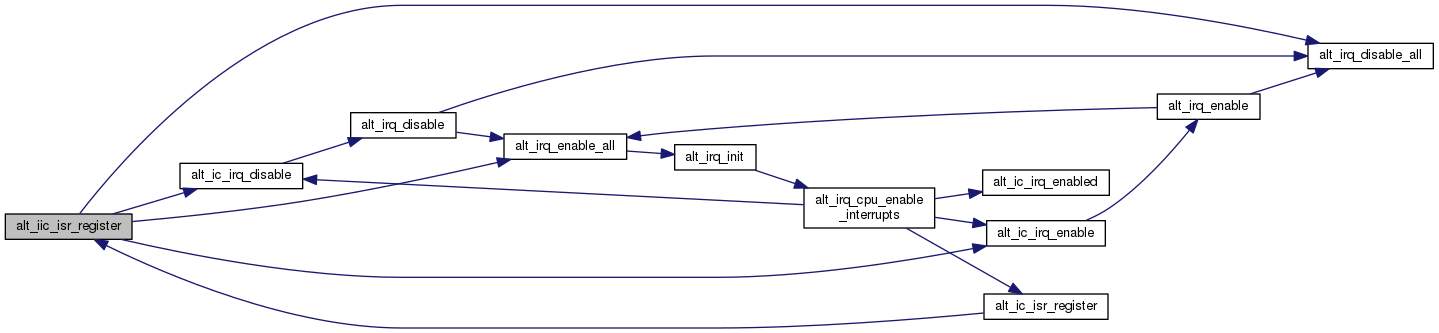 alt_irq_disable_all
alt_irq_enable
alt_irq_disable
alt_irq_enable_all
alt_irq_init
alt_ic_irq_disable
alt_ic_irq_enabled
alt_irq_cpu_enable
_interrupts
alt_iic_isr_register
alt_ic_irq_enable
alt_ic_isr_register